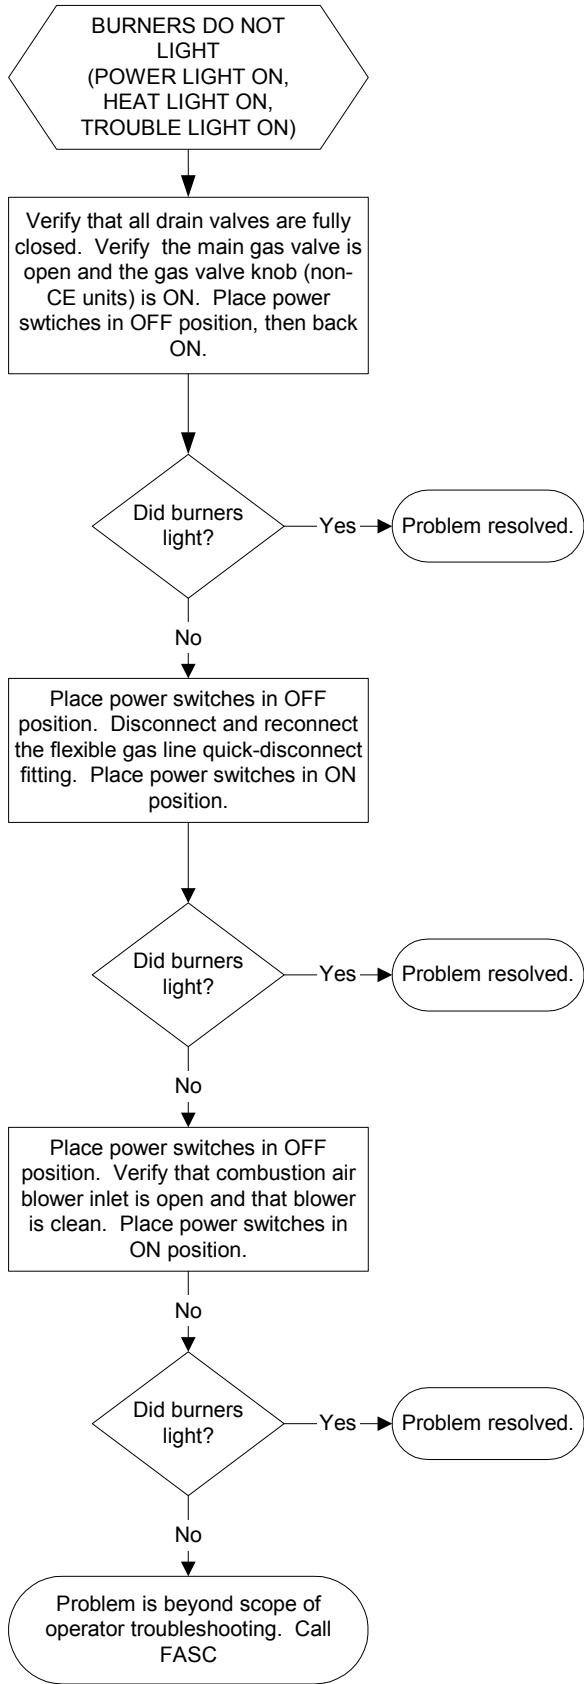 BURNERS DO NOT
LIGHT
(POWER LIGHT ON,
HEAT LIGHT ON,
TROUBLE LIGHT ON)
Verify that all drain valves are fully
closed. Verify the main gas valve is
open and the gas valve knob (non-
CE units) is ON. Place power
swtiches in OFF position, then back
ON.
Did burners
light?
Yes
Problem resolved.
No
Place power switches in OFF
position. Disconnect and reconnect
the flexible gas line quick-disconnect
fitting. Place power switches in ON
position.
Did burners
light?
Yes
Problem resolved.
No
Place power switches in OFF
position. Verify that combustion air
blower inlet is open and that blower
is clean. Place power switches in
ON position.
No
Did burners
light?
Yes
Problem resolved.
No
Problem is beyond scope of
operator troubleshooting. Call
FASC